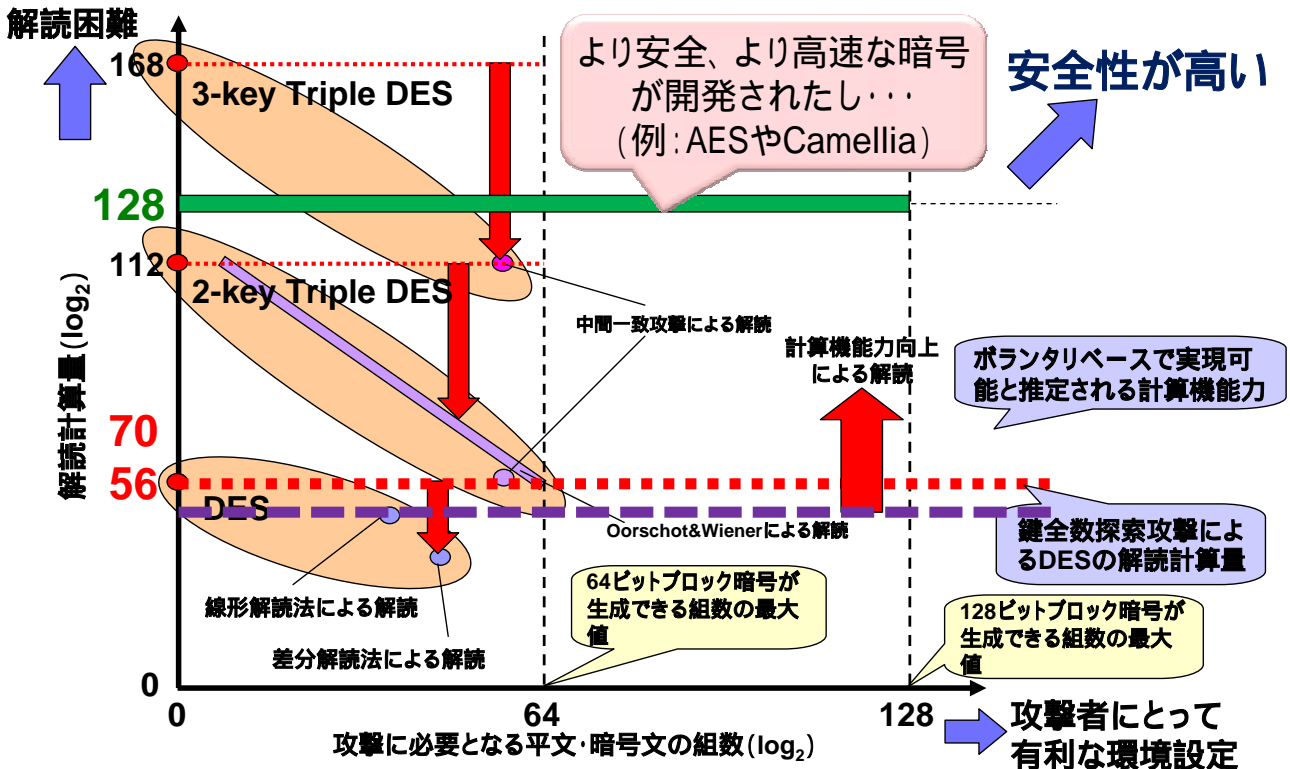 解読困難
168
3-key Triple DES
より安全、より高速な暗号
が開発されたし・・・
(例:AESやCamellia)
安全性が高い
128
112
2-key Triple DES
中間一致攻撃による解読
計算機能力向上
による解読
ボランタリベースで実現可
能と推定される計算機能力
解読計算量(log2)
70
56
DES
Oorschot&Wienerによる解読
鍵全数探索攻撃によ
るDESの解読計算量
線形解読法による解読
差分解読法による解読
64ビットブロック暗号が
生成できる組数の最大
値
128ビットブロック暗号が
生成できる組数の最大
値
0
0
64
128
攻撃に必要となる平文・暗号文の組数(log2)
攻撃者にとって
有利な環境設定